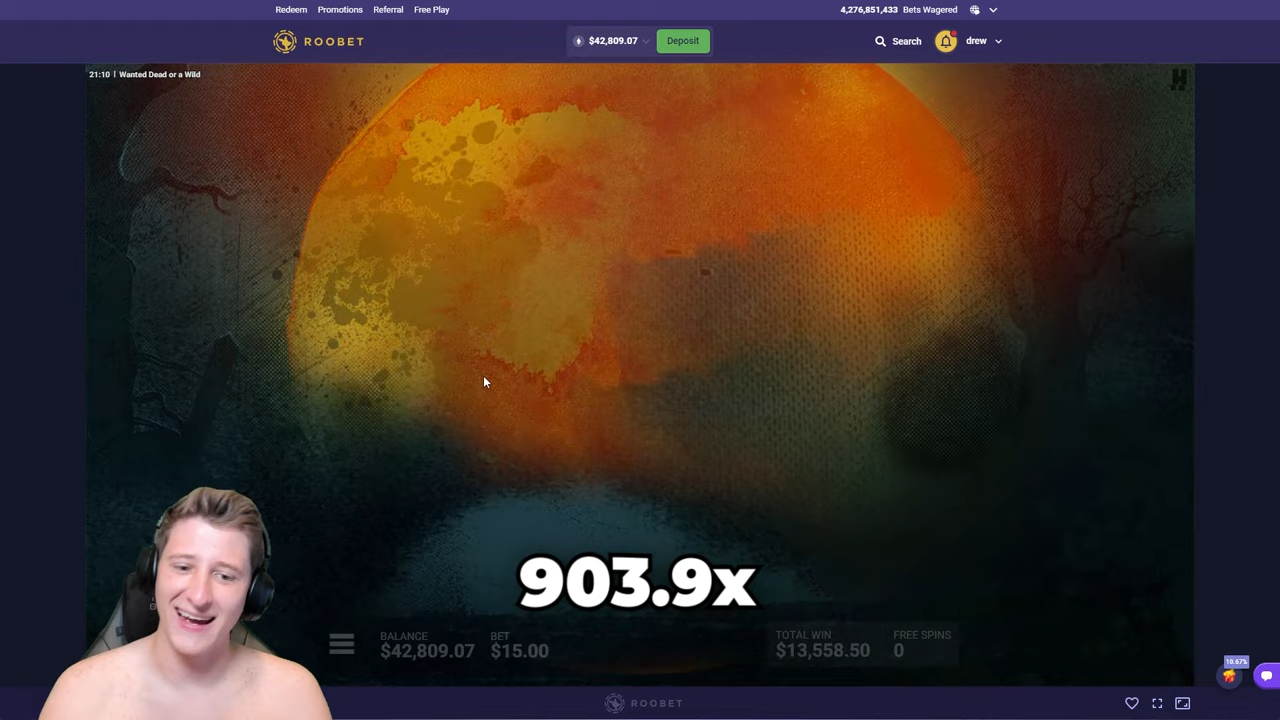 Redeem Promotions Referral Free Play 4,276,851,433 Bets Wagered
ROOBET $42,809.07 Deposit Search drew
21:10 | Wanted Dead or a Wild
903.9x
BALANCE BET TOTAL WIN FREE SPINS
$42,809.07 $15.00 $13,558.50 0
10.67%
ROOBET